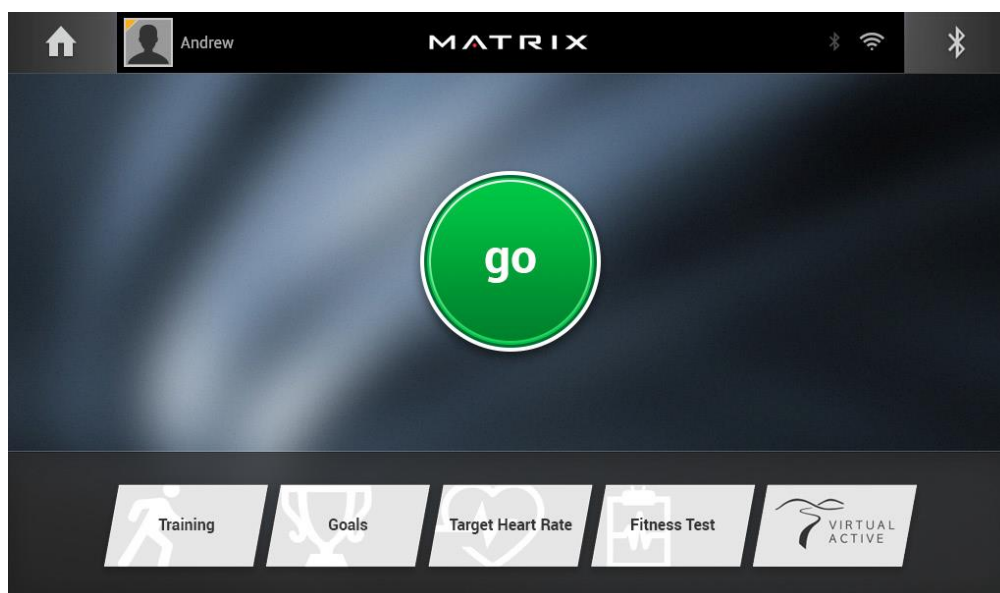 Andrew
MATRIX
go
Training
Goals
Target Heart Rate
Fitness Test
VIRTUAL
ACTIVE